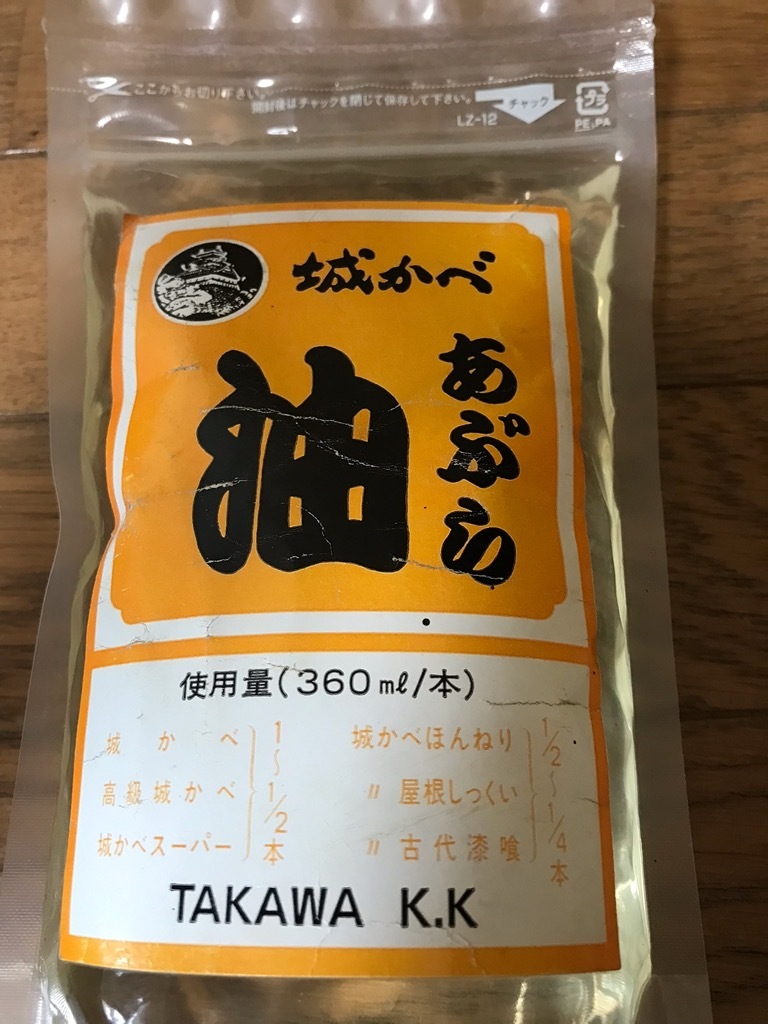 ここからお切り下さい。
開封後はチャックを閉じて保存して下さい。
チャック
LZ-12
プラ
PE,PA
城かべ
あぶら
油
使用量(360㎖/本)
城かべ
高級城かべ
城かべスーパー
1〜1/2本
城かべほんねり
〃 屋根しっくい
〃 古代漆喰
1/2〜1/4本
TAKAWA K.K